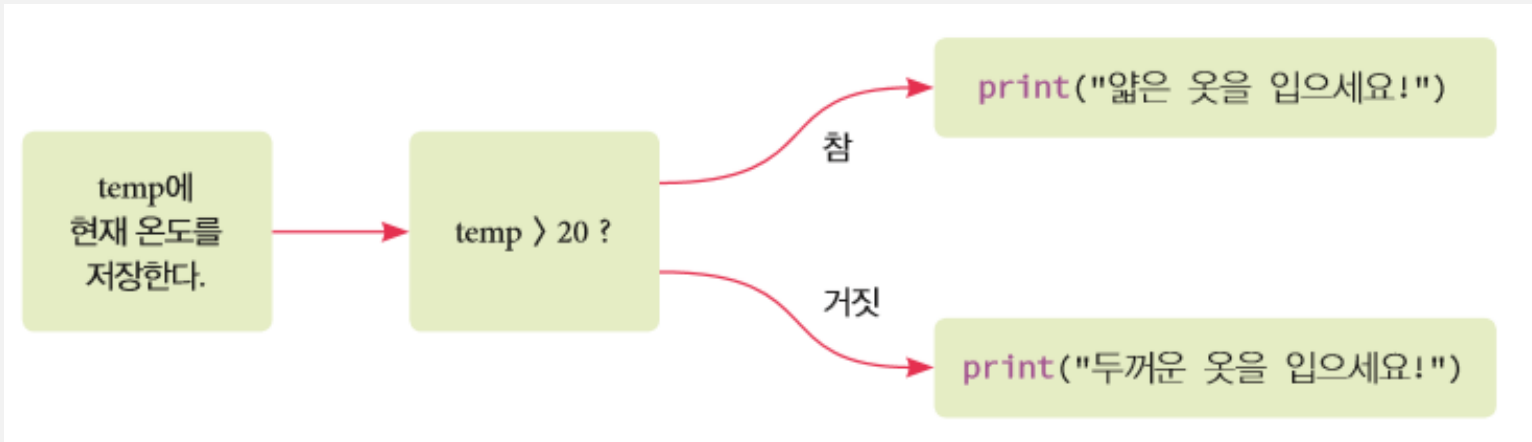 temp에
현재 온도를
저장한다.
temp > 20 ?
참
print("얇은 옷을 입으세요!")
거짓
print("두꺼운 옷을 입으세요!")